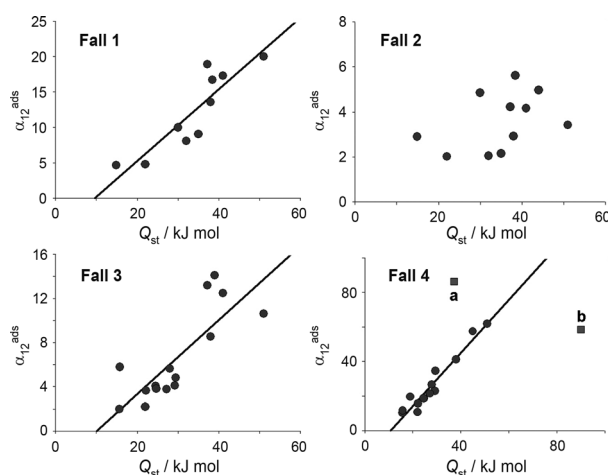 25
20
15
10
5
0
α12ads
Fall 1
0 20 40 60
Qst / kJ mol
8
6
4
2
0
α12ads
Fall 2
0 20 40 60
Qst / kJ mol
16
12
8
4
0
α12ads
Fall 3
0 20 40 60
Qst / kJ mol
80
60
40
20
0
α12ads
Fall 4
a
b
0 40 80
Qst / kJ mol